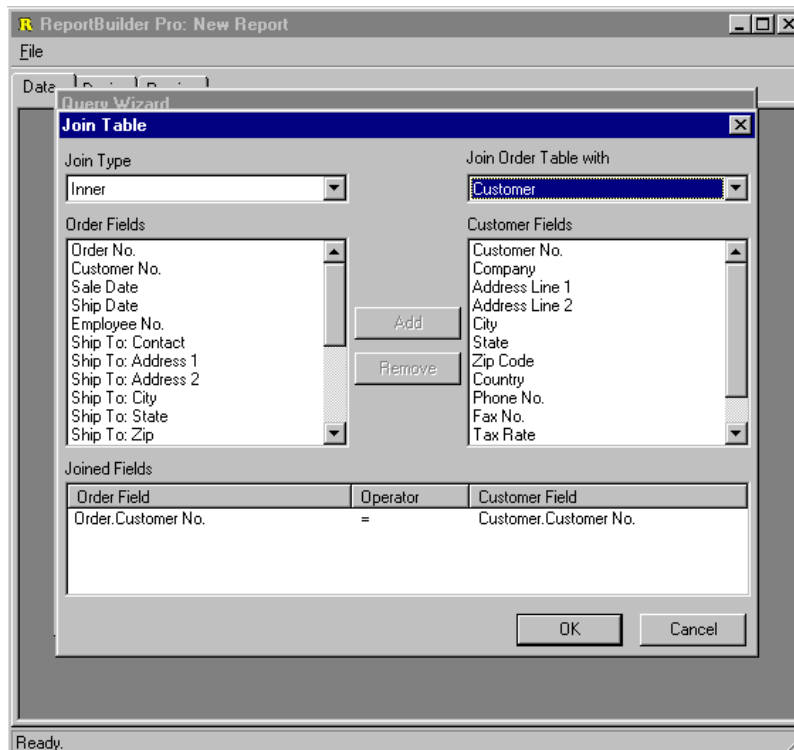 ReportBuilder Pro: New Report
File
Data
Query Wizard
Join Table
Join Type
Join Order Table with
Inner
Customer
Order Fields
Customer Fields
Order No.
Customer No.
Sale Date
Ship Date
Employee No.
Ship To: Contact
Ship To: Address 1
Ship To: Address 2
Ship To: City
Ship To: State
Ship To: Zip
Add
Remove
Customer No.
Company
Address Line 1
Address Line 2
City
State
Zip Code
Country
Phone No.
Fax No.
Tax Rate
Joined Fields
Order Field Operator Customer Field
Order.Customer No. = Customer.Customer No.
OK Cancel
Ready.